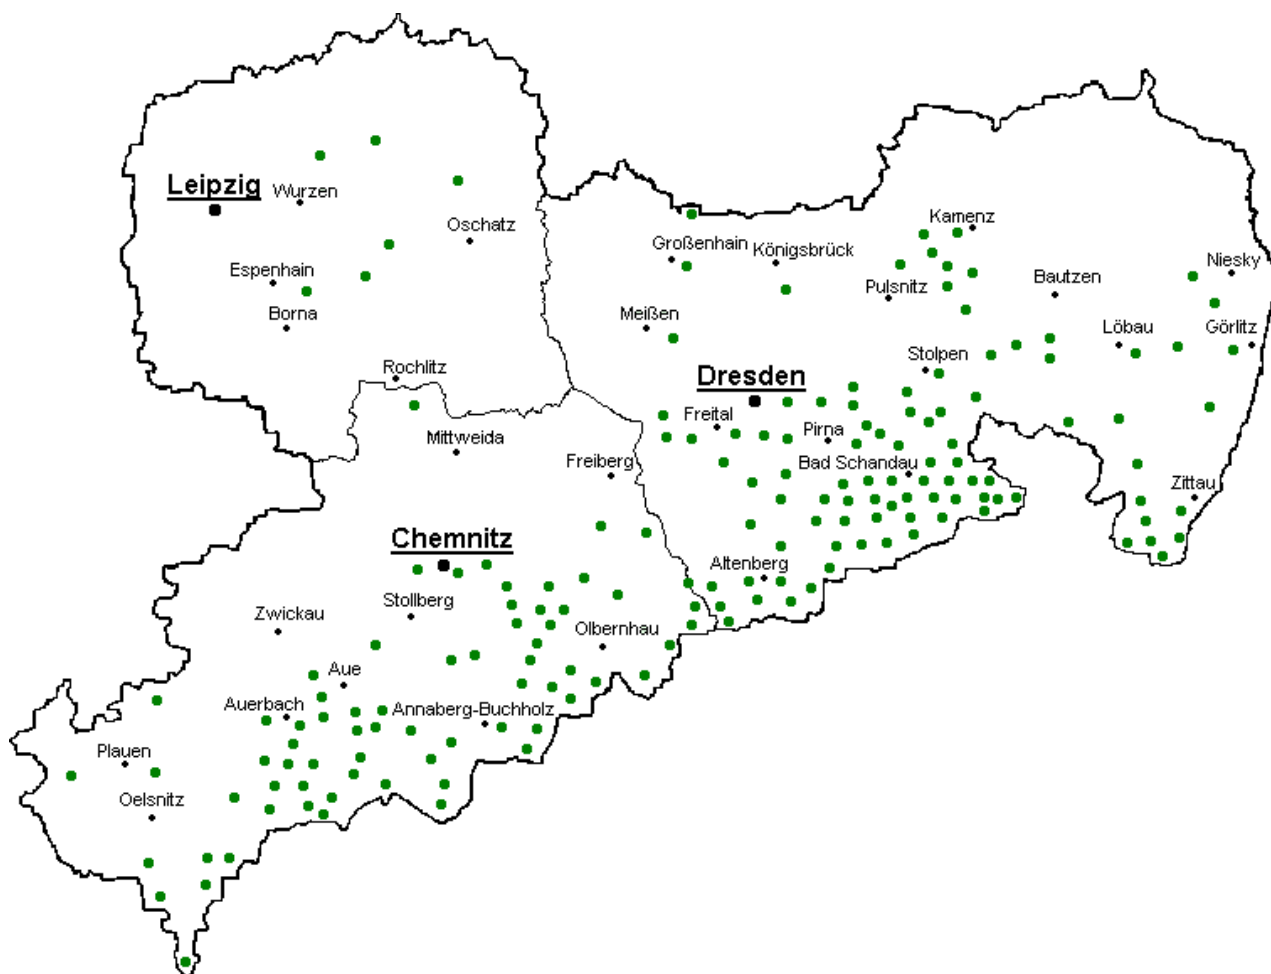 Leipzig
Wurzen
Oschatz
Kamenz
Großenhain
Königsbrück
Niesky
Espenhain
Bautzen
Pulsnitz
Borna
Meißen
Löbau
Görlitz
Stolpen
Rochlitz
Dresden
Freital
Pirna
Mittweida
Freiberg
Bad Schandau
Zittau
Chemnitz
Altenberg
Stollberg
Zwickau
Olbernhau
Aue
Auerbach
Annaberg-Buchholz
Plauen
Oelsnitz